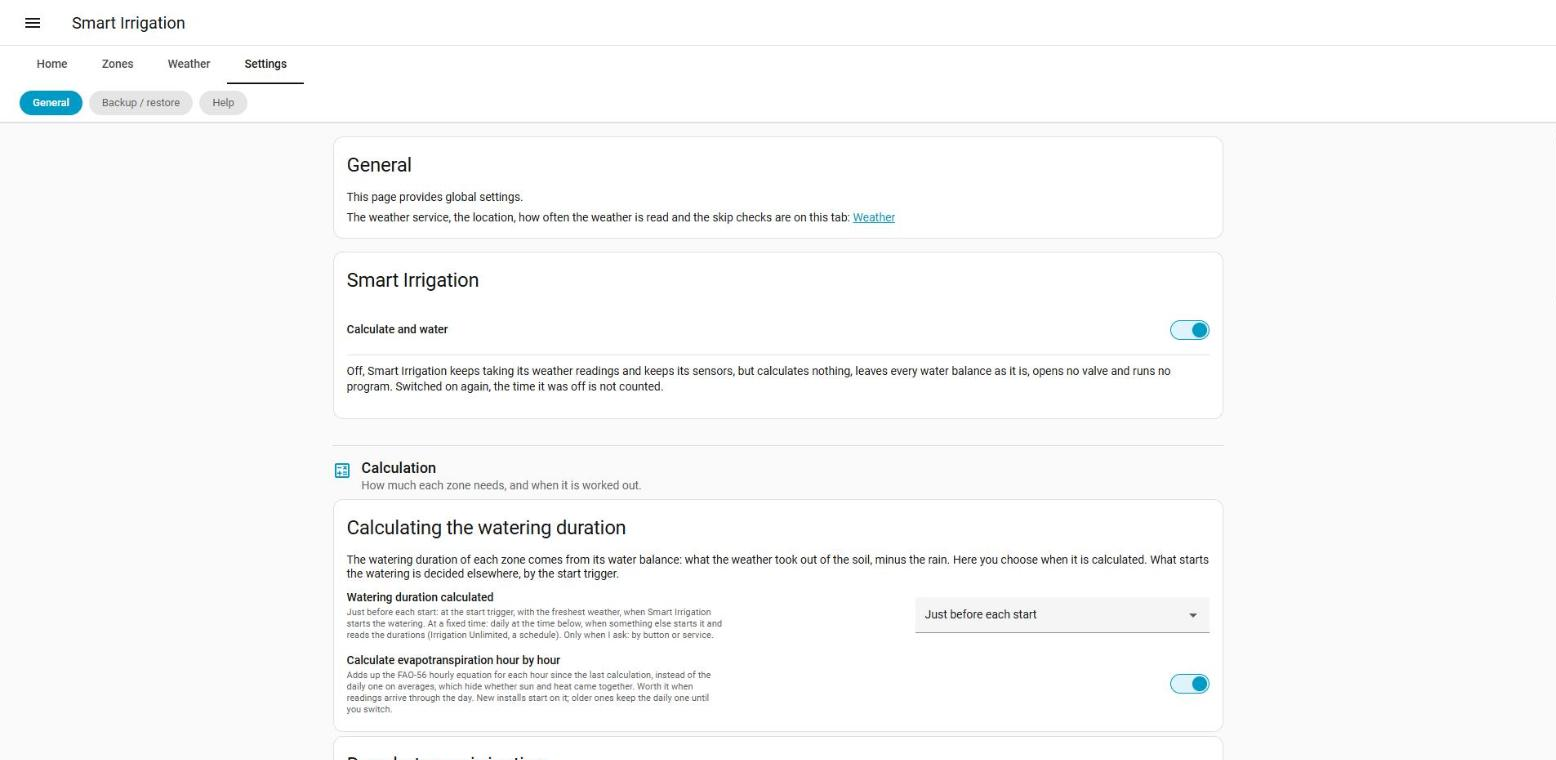 Smart Irrigation
Home
Zones
Weather
Settings
General
Backup / restore
Help
General
This page provides global settings.
The weather service, the location, how often the weather is read and the skip checks are on this tab: Weather
Smart Irrigation
Calculate and water
Off, Smart Irrigation keeps taking its weather readings and keeps its sensors, but calculates nothing, leaves every water balance as it is, opens no valve and runs no
program. Switched on again, the time it was off is not counted.
Calculation
How much each zone needs, and when it is worked out.
Calculating the watering duration
The watering duration of each zone comes from its water balance: what the weather took out of the soil, minus the rain. Here you choose when it is calculated. What starts
the watering is decided elsewhere, by the start trigger.
Watering duration calculated
Just before each start: at the start trigger, with the freshest weather, when Smart Irrigation
starts the watering. At a fixed time: daily at the time below, when something else starts it and
reads the durations (Irrigation Unlimited, a schedule). Only when I ask: by button or service.
Just before each start
Calculate evapotranspiration hour by hour
Adds up the FAO-56 hourly equation for each hour since the last calculation, instead of the
daily one on averages, which hide whether sun and heat came together. Worth it when
readings arrive through the day. New installs start on it; older ones keep the daily one until
you switch.